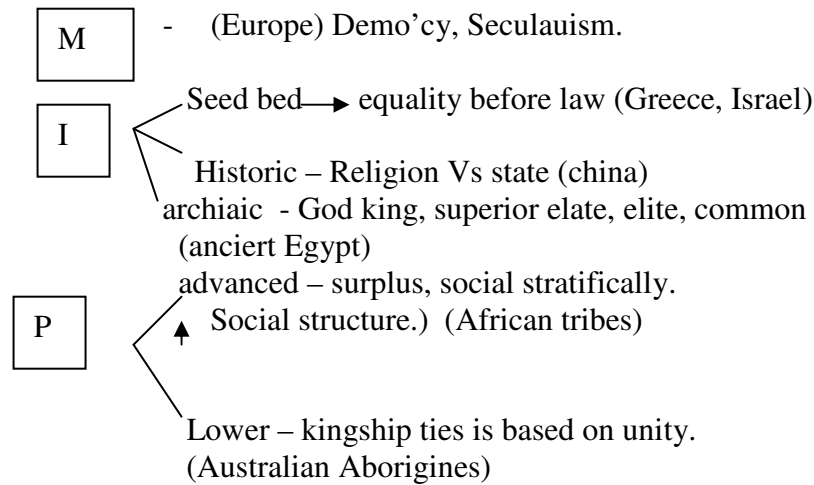 M - (Europe) Demo’cy, Seculauism.
Seed bed equality before law (Greece, Israel)
I
Historic – Religion Vs state (china)
archiaic - God king, superior elate, elite, common
(anciert Egypt)
advanced – surplus, social stratifically.
P Social structure.) (African tribes)
Lower – kingship ties is based on unity.
(Australian Aborigines)